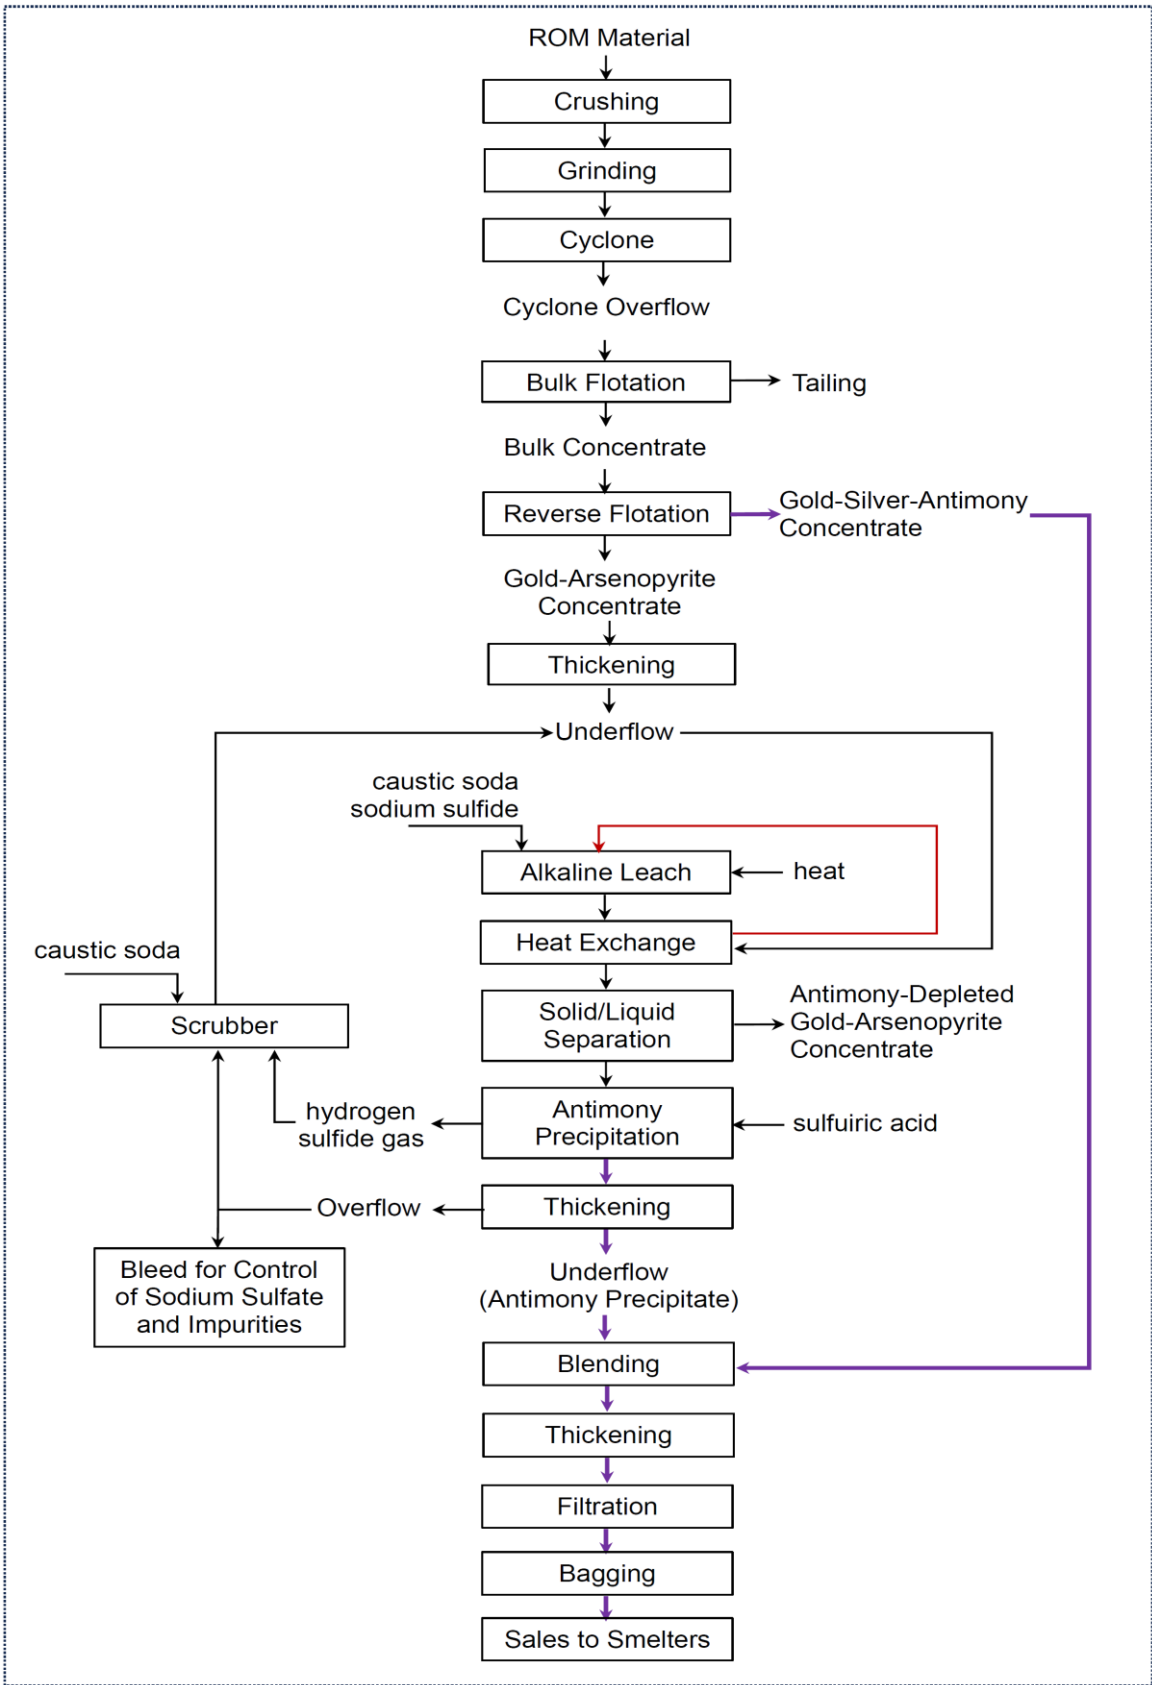 ROM Material
Crushing
Grinding
Cyclone
Cyclone Overflow
Bulk Flotation
Tailing
Bulk Concentrate
Reverse Flotation
Gold-Silver-Antimony
Concentrate
Gold-Arsenopyrite
Concentrate
Thickening
Underflow
caustic soda
sodium sulfide
Alkaline Leach
heat
Heat Exchange
caustic soda
Scrubber
Solid/Liquid
Separation
Antimony-Depleted
Gold-Arsenopyrite
Concentrate
hydrogen
sulfide gas
Antimony
Precipitation
sulfuiric acid
Overflow
Thickening
Bleed for Control
of Sodium Sulfate
and Impurities
Underflow
(Antimony Precipitate)
Blending
Thickening
Filtration
Bagging
Sales to Smelters